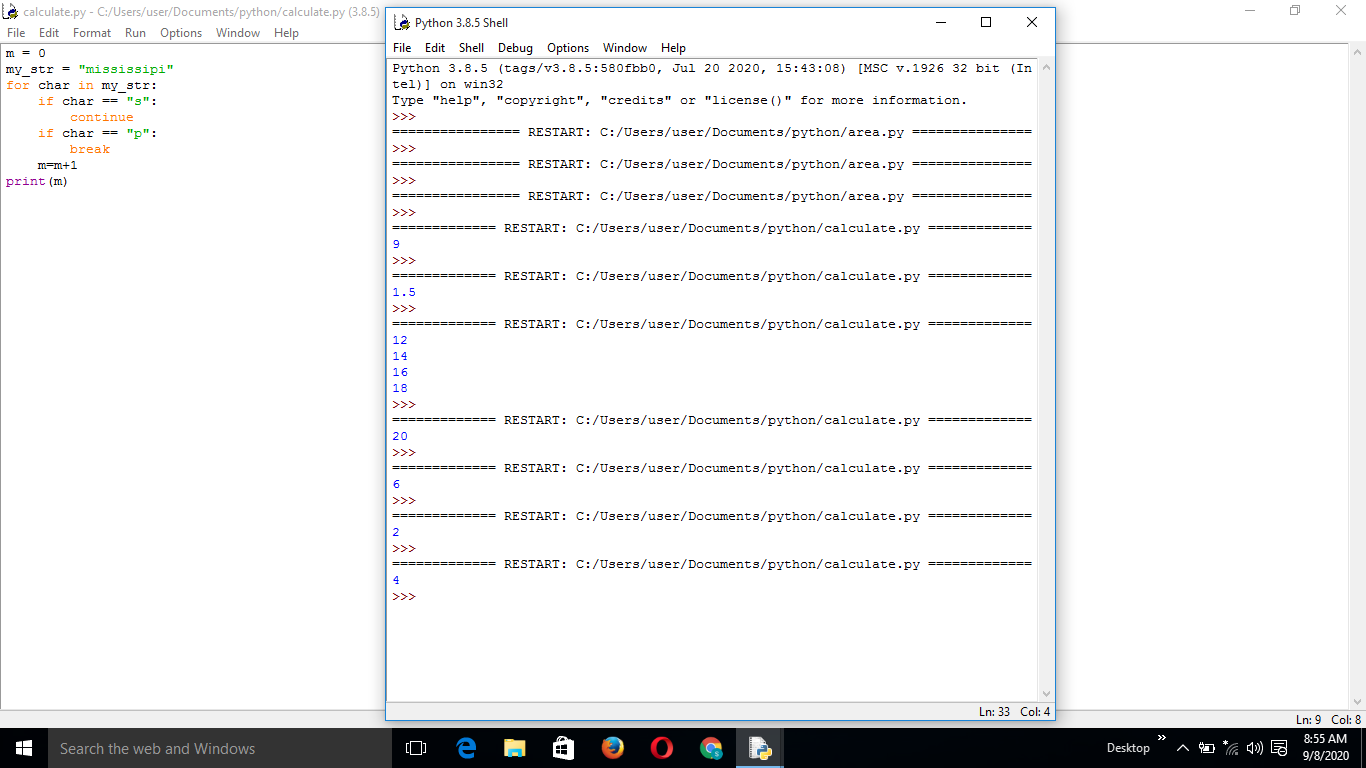 calculate.py - C:/Users/user/Documents/python/calculate.py (3.8.5)
File Edit Format Run Options Window Help
m = 0
my_str = "mississipi"
for char in my_str:
    if char == "s":
        continue
    if char == "p":
        break
    m=m+1
print(m)
Python 3.8.5 Shell
File Edit Shell Debug Options Window Help
Python 3.8.5 (tags/v3.8.5:580fbb0, Jul 20 2020, 15:43:08) [MSC v.1926 32 bit (In
tel)] on win32
Type "help", "copyright", "credits" or "license()" for more information.
>>>
================ RESTART: C:/Users/user/Documents/python/area.py ===============
>>>
================ RESTART: C:/Users/user/Documents/python/area.py ===============
>>>
================ RESTART: C:/Users/user/Documents/python/area.py ===============
>>>
============= RESTART: C:/Users/user/Documents/python/calculate.py =============
9
>>>
============= RESTART: C:/Users/user/Documents/python/calculate.py =============
1.5
>>>
============= RESTART: C:/Users/user/Documents/python/calculate.py =============
12
14
16
18
>>>
============= RESTART: C:/Users/user/Documents/python/calculate.py =============
20
>>>
============= RESTART: C:/Users/user/Documents/python/calculate.py =============
6
>>>
============= RESTART: C:/Users/user/Documents/python/calculate.py =============
2
>>>
============= RESTART: C:/Users/user/Documents/python/calculate.py =============
4
>>>
Ln: 33 Col: 4
Ln: 9 Col: 8
Search the web and Windows
Desktop
8:55 AM
9/8/2020